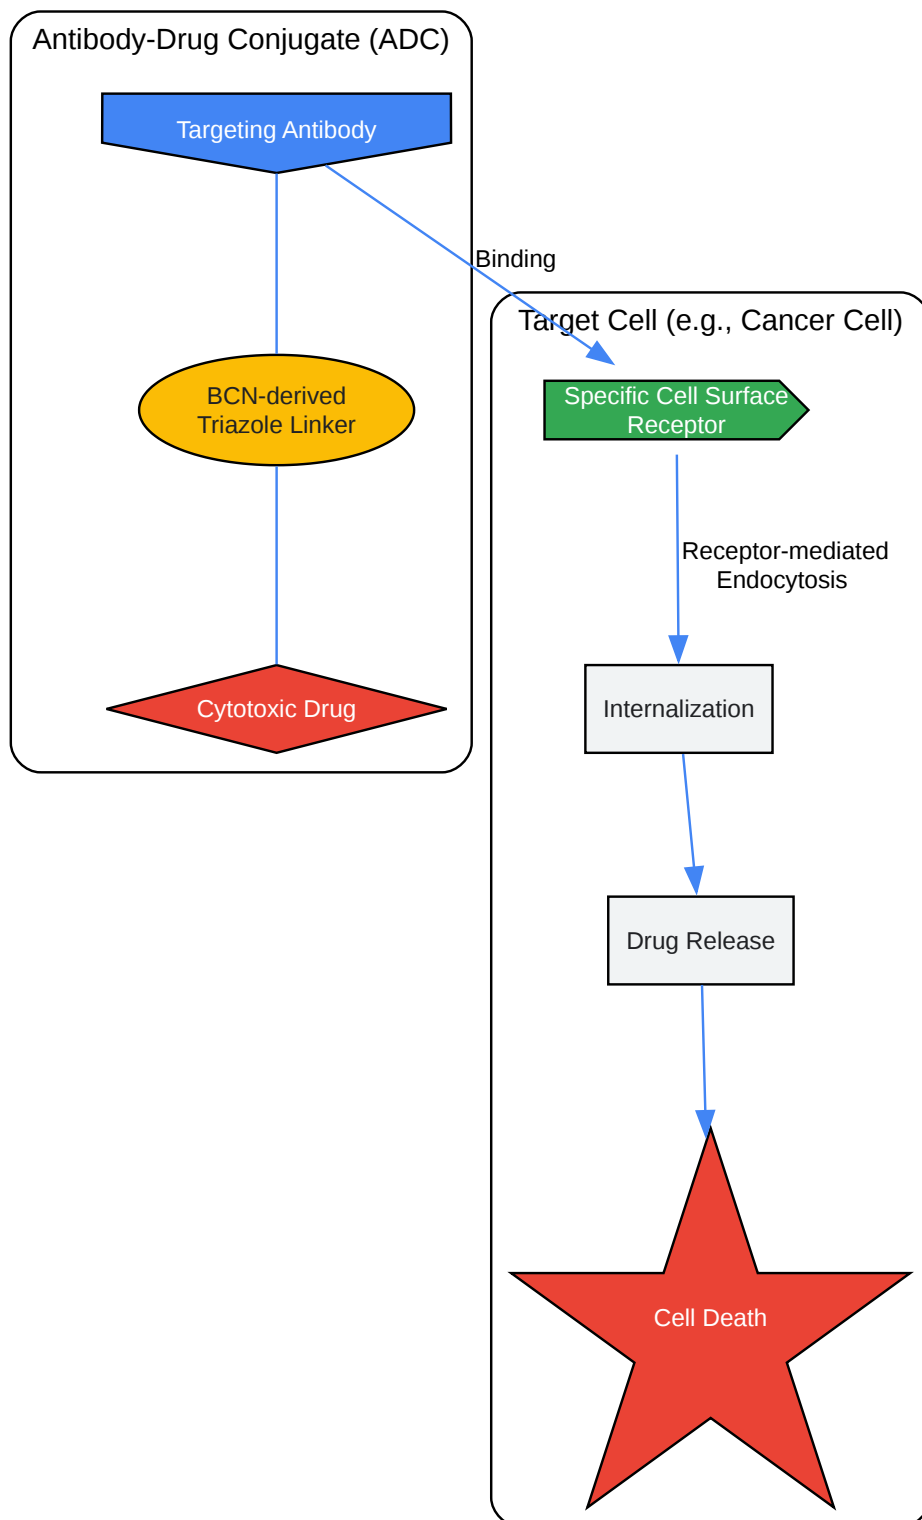 Antibody-Drug Conjugate (ADC)
Targeting Antibody
Binding
Target Cell (e.g., Cancer Cell)
BCN-derived
Triazole Linker
Specific Cell Surface
Receptor
Receptor-mediated
Endocytosis
Cytotoxic Drug
Internalization
Drug Release
Cell Death